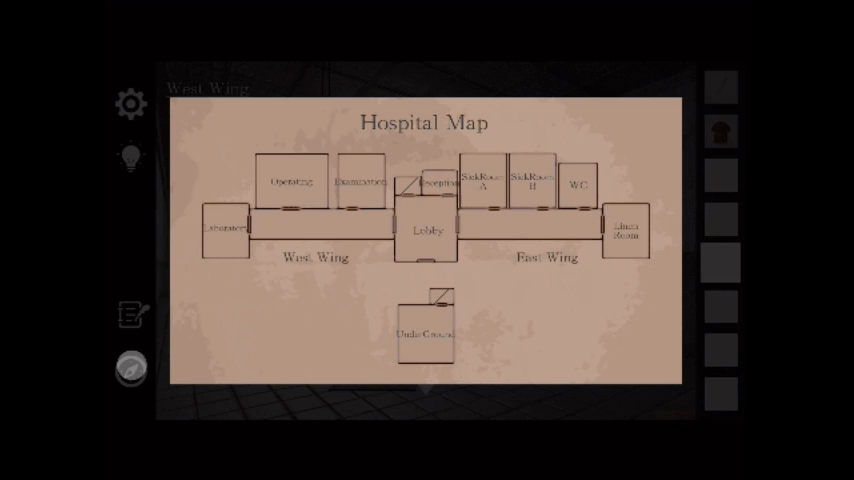 West Wing
Hospital Map
Operating
Examination
Reception
SickRoom
A
SickRoom
B
WC
Laboratory
Lobby
Linen
Room
West Wing
East Wing
UnderGround